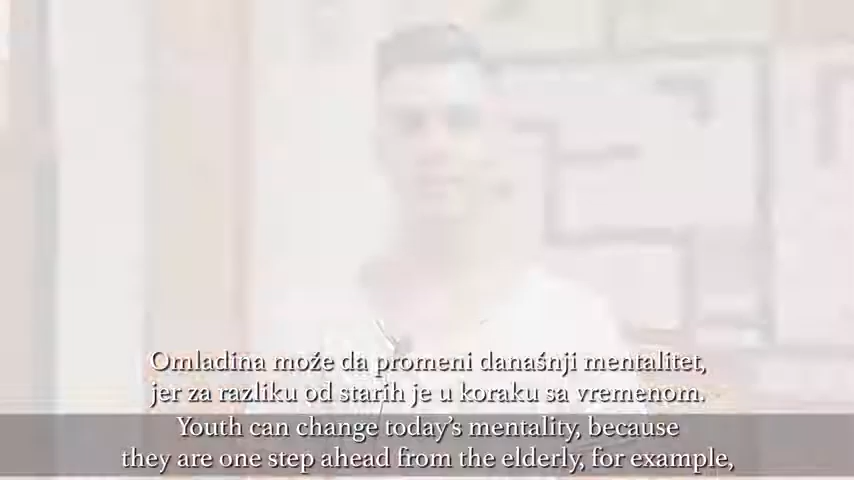 Omladina može da promeni današnji mentalitet,
jer za razliku od starih je u koraku sa vremenom.
Youth can change today's mentality, because
they are one step ahead from the elderly, for example,